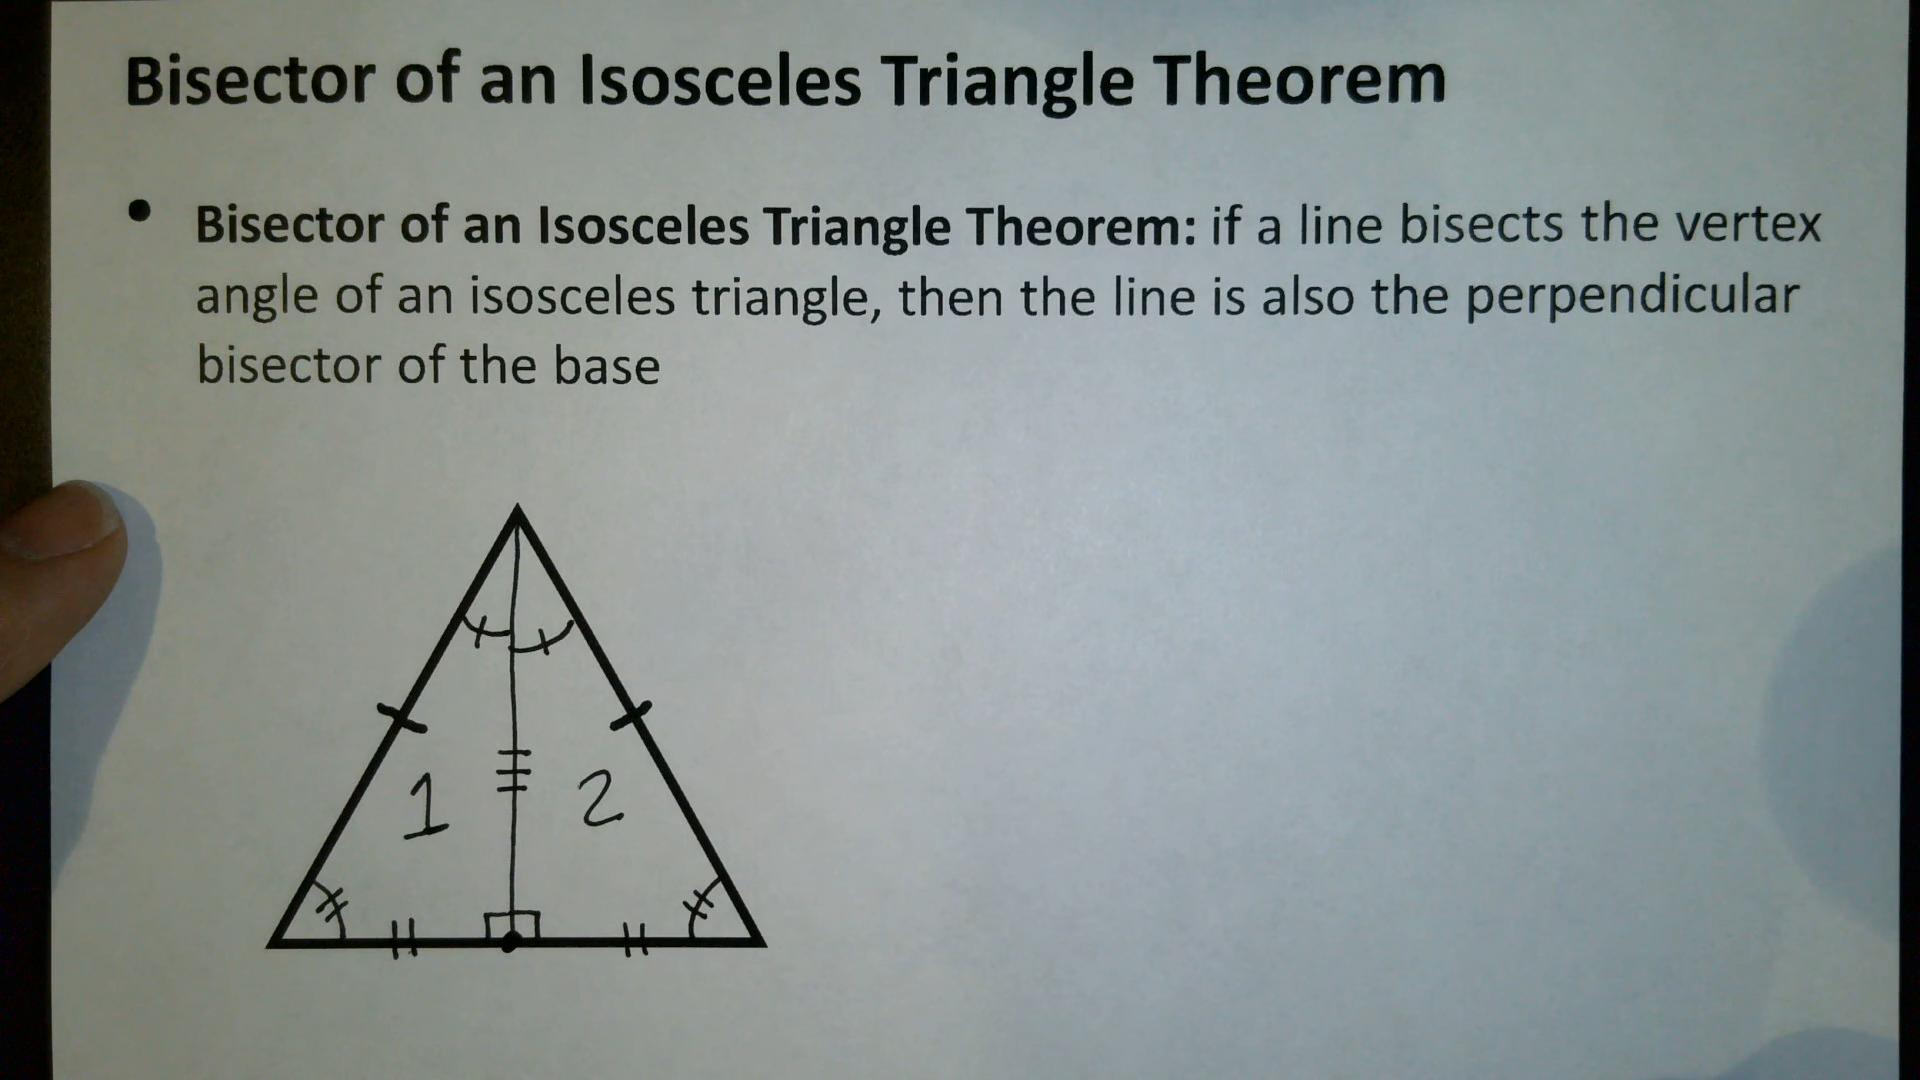 Bisector of an Isosceles Triangle Theorem
• Bisector of an Isosceles Triangle Theorem: if a line bisects the vertex
angle of an isosceles triangle, then the line is also the perpendicular
bisector of the base
1 2